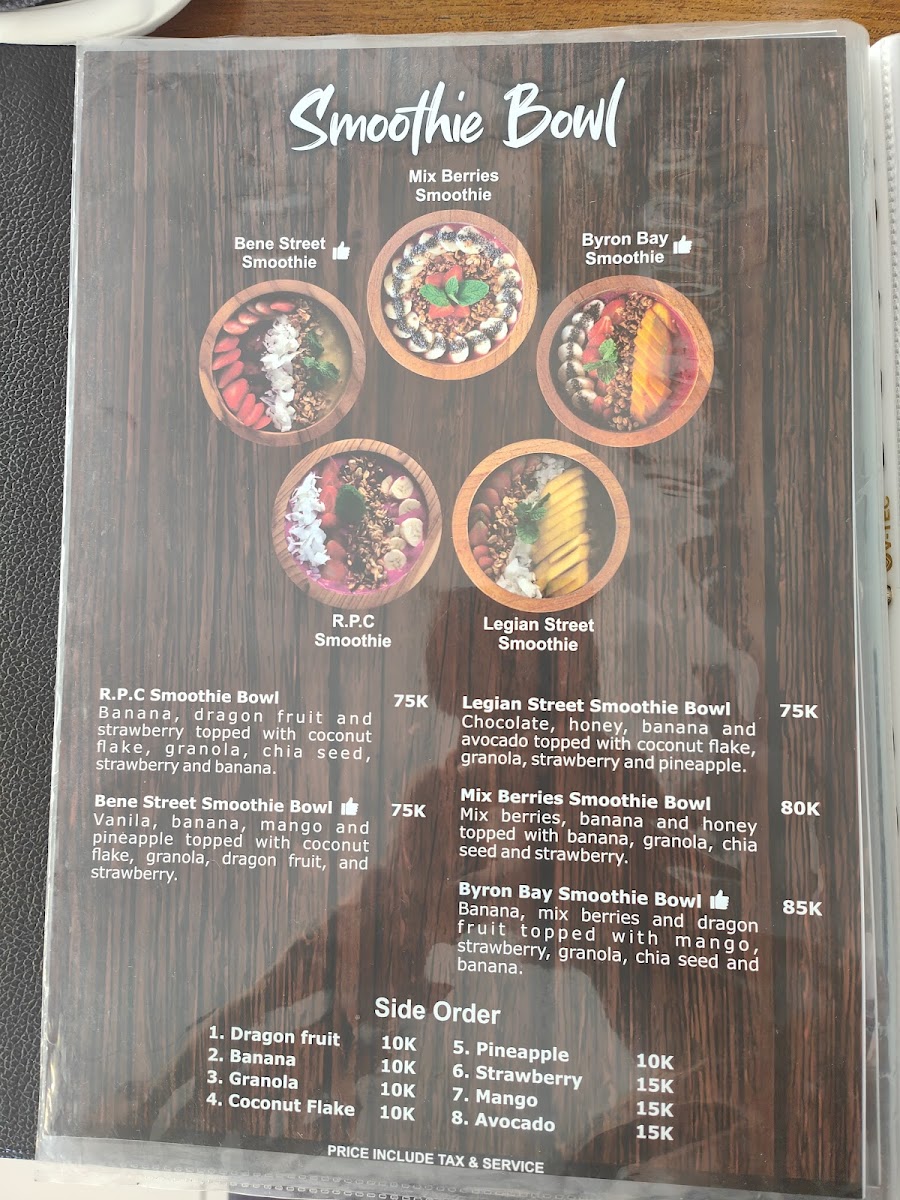 Smoothie Bowl
Mix Berries
Smoothie
Bene Street
Smoothie
Byron Bay
Smoothie
R.P.C
Smoothie
Legian Street
Smoothie
R.P.C Smoothie Bowl 75K
Banana, dragon fruit and
strawberry topped with coconut
flake, granola, chia seed,
strawberry and banana.
Bene Street Smoothie Bowl 75K
Vanila, banana, mango and
pineapple topped with coconut
flake, granola, dragon fruit, and
strawberry.
Legian Street Smoothie Bowl 75K
Chocolate, honey, banana and
avocado topped with coconut flake,
granola, strawberry and pineapple.
Mix Berries Smoothie Bowl 80K
Mix berries, banana and honey
topped with banana, granola, chia
seed and strawberry.
Byron Bay Smoothie Bowl 85K
Banana, mix berries and dragon
fruit topped with mango,
strawberry, granola, chia seed and
banana.
Side Order
1. Dragon fruit 10K
2. Banana 10K
3. Granola 10K
4. Coconut Flake 10K
5. Pineapple 10K
6. Strawberry 15K
7. Mango 15K
8. Avocado 15K
PRICE INCLUDE TAX & SERVICE